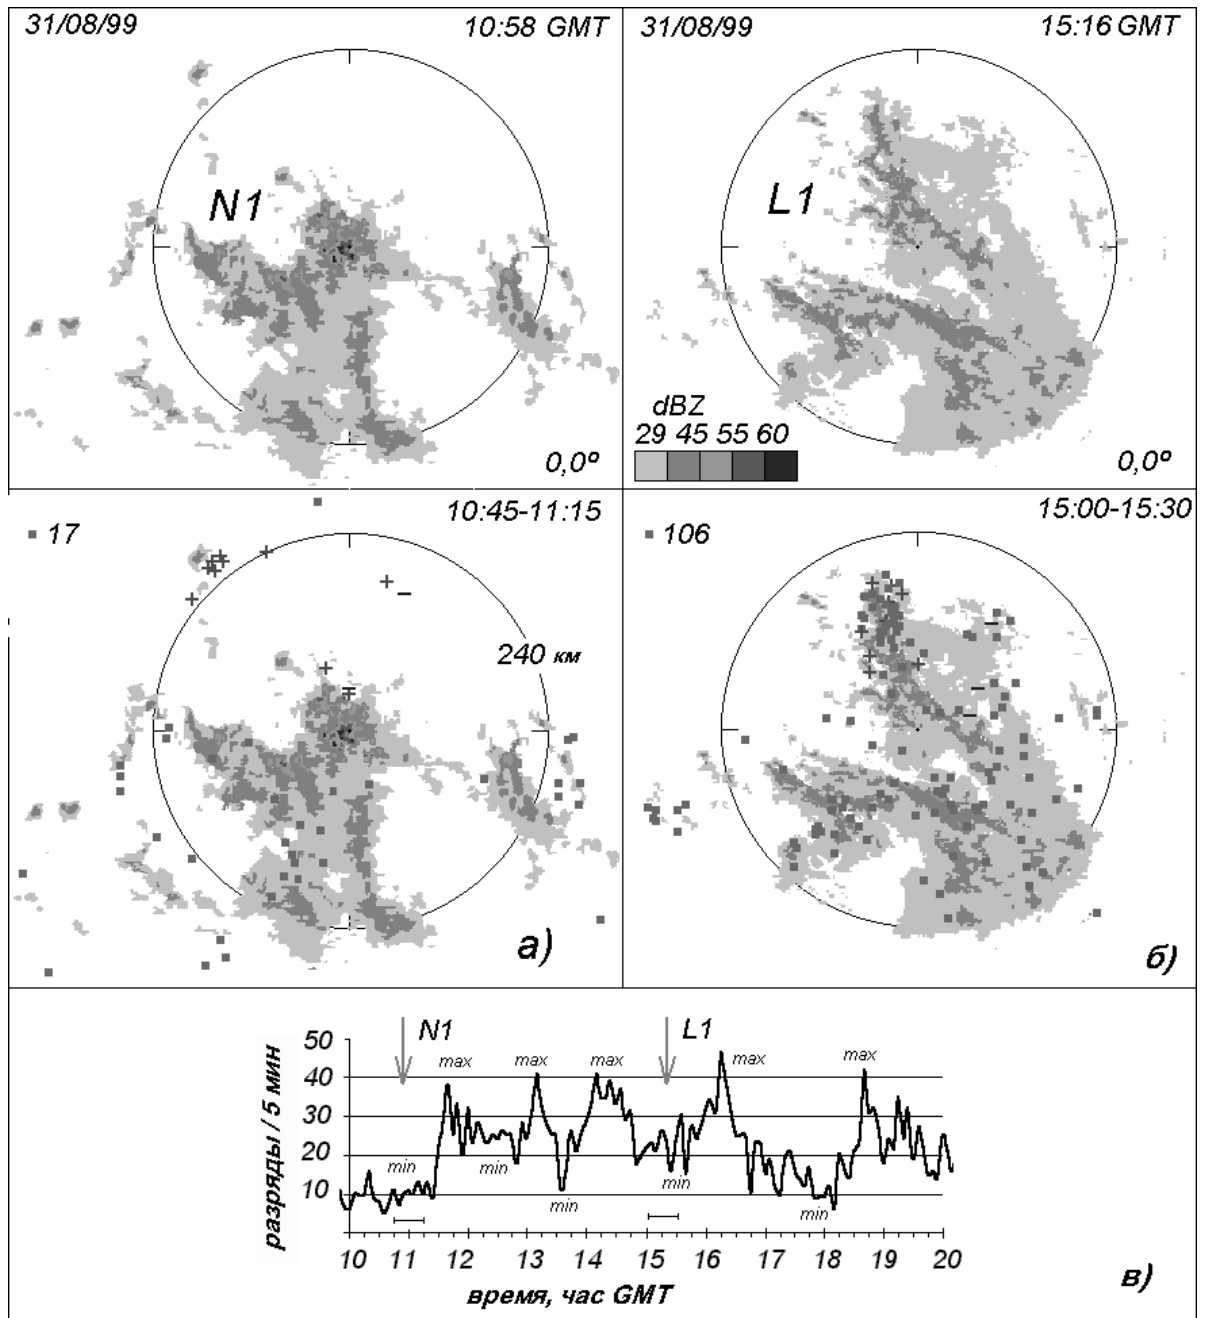 31/08/99 10:58 GMT
N1
0,0º
31/08/99 15:16 GMT
L1
dBZ
29 45 55 60
0,0º
17 10:45-11:15
240 км
а)
106 15:00-15:30
б)
N1 L1
разряды / 5 мин
50
40
30
20
10
max max max max max
min min min min min
10 11 12 13 14 15 16 17 18 19 20
время, час GMT
в)